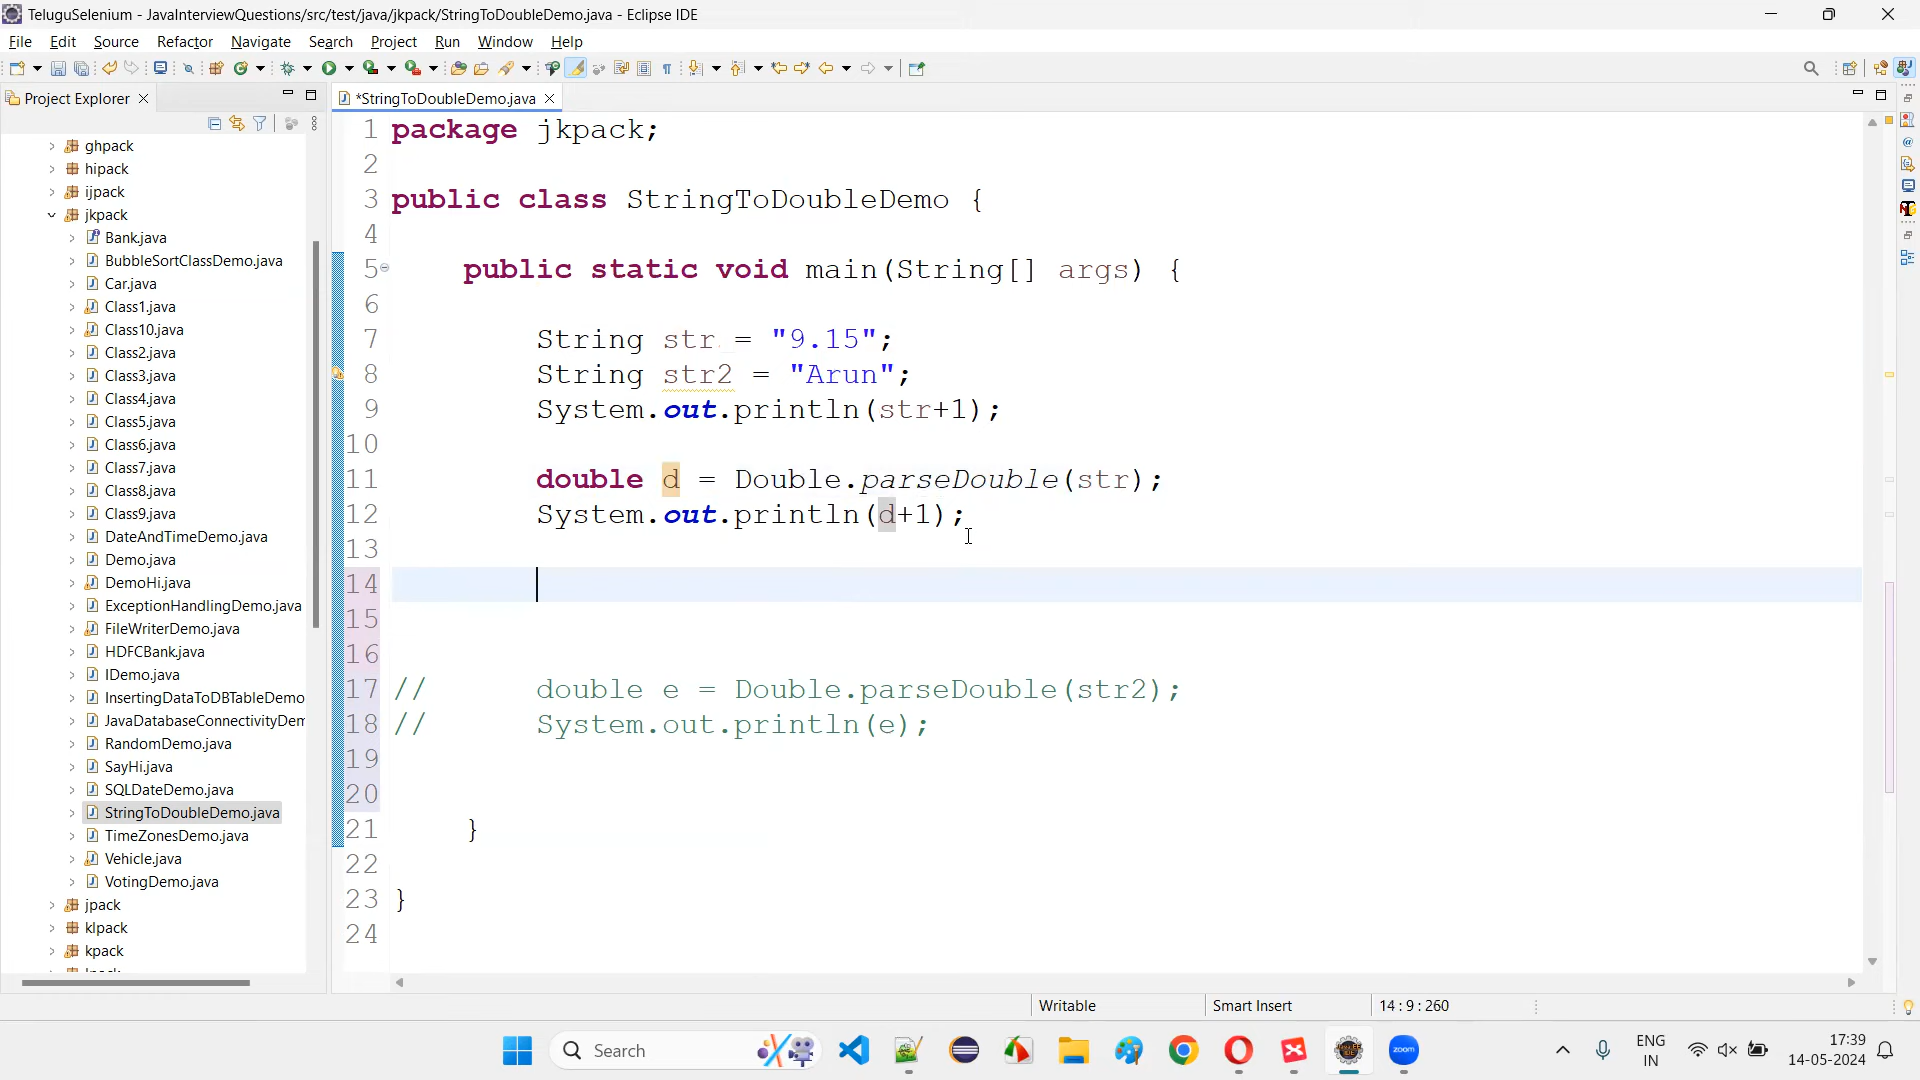 TeluguSelenium - JavaInterviewQuestions/src/test/java/jkpack/StringToDoubleDemo.java - Eclipse IDE
File Edit Source Refactor Navigate Search Project Run Window Help
Project Explorer
*StringToDoubleDemo.java
ghpack
hipack
ijpack
jkpack
Bank.java
BubbleSortClassDemo.java
Car.java
Class1.java
Class10.java
Class2.java
Class3.java
Class4.java
Class5.java
Class6.java
Class7.java
Class8.java
Class9.java
DateAndTimeDemo.java
Demo.java
DemoHi.java
ExceptionHandlingDemo.java
FileWriterDemo.java
HDFCBank.java
IDemo.java
InsertingDataToDBTableDemo
JavaDatabaseConnectivityDem
RandomDemo.java
SayHi.java
SQLDateDemo.java
StringToDoubleDemo.java
TimeZonesDemo.java
Vehicle.java
VotingDemo.java
jpack
klpack
kpack
1 package jkpack;
2
3 public class StringToDoubleDemo {
4
5 public static void main(String[] args) {
6
7 String str = "9.15";
8 String str2 = "Arun";
9 System.out.println(str+1);
10
11 double d = Double.parseDouble(str);
12 System.out.println(d+1);
13
14
15
16
17 // double e = Double.parseDouble(str2);
18 // System.out.println(e);
19
20
21 }
22
23 }
24
Writable Smart Insert 14 : 9 : 260
Search
zoom
ENG
IN
17:39
14-05-2024